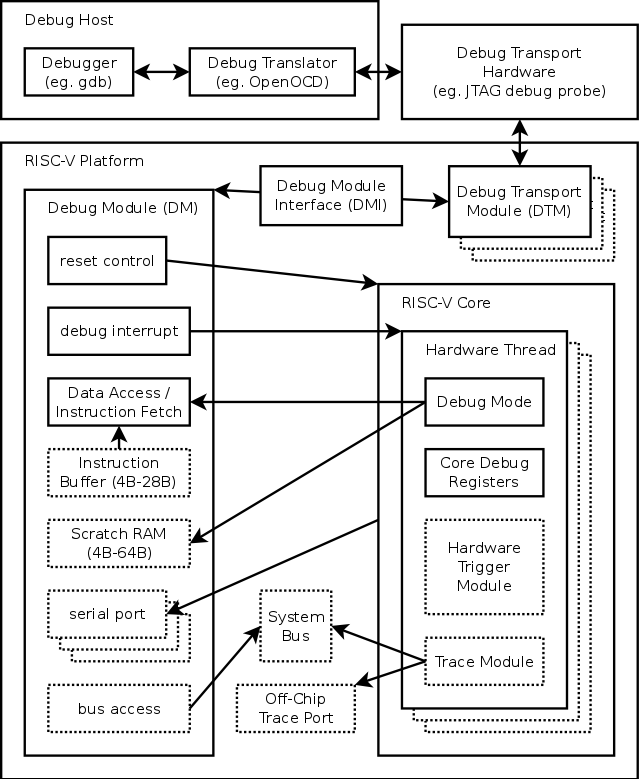 Debug Host
Debugger
(eg. gdb)
Debug Translator
(eg. OpenOCD)
Debug Transport
Hardware
(eg. JTAG debug probe)
RISC-V Platform
Debug Module (DM)
Debug Module
Interface (DMI)
Debug Transport
Module (DTM)
reset control
debug interrupt
Data Access /
Instruction Fetch
Instruction
Buffer (4B-28B)
Scratch RAM
(4B-64B)
serial port
bus access
System
Bus
Off-Chip
Trace Port
RISC-V Core
Hardware Thread
Debug Mode
Core Debug
Registers
Hardware
Trigger
Module
Trace Module